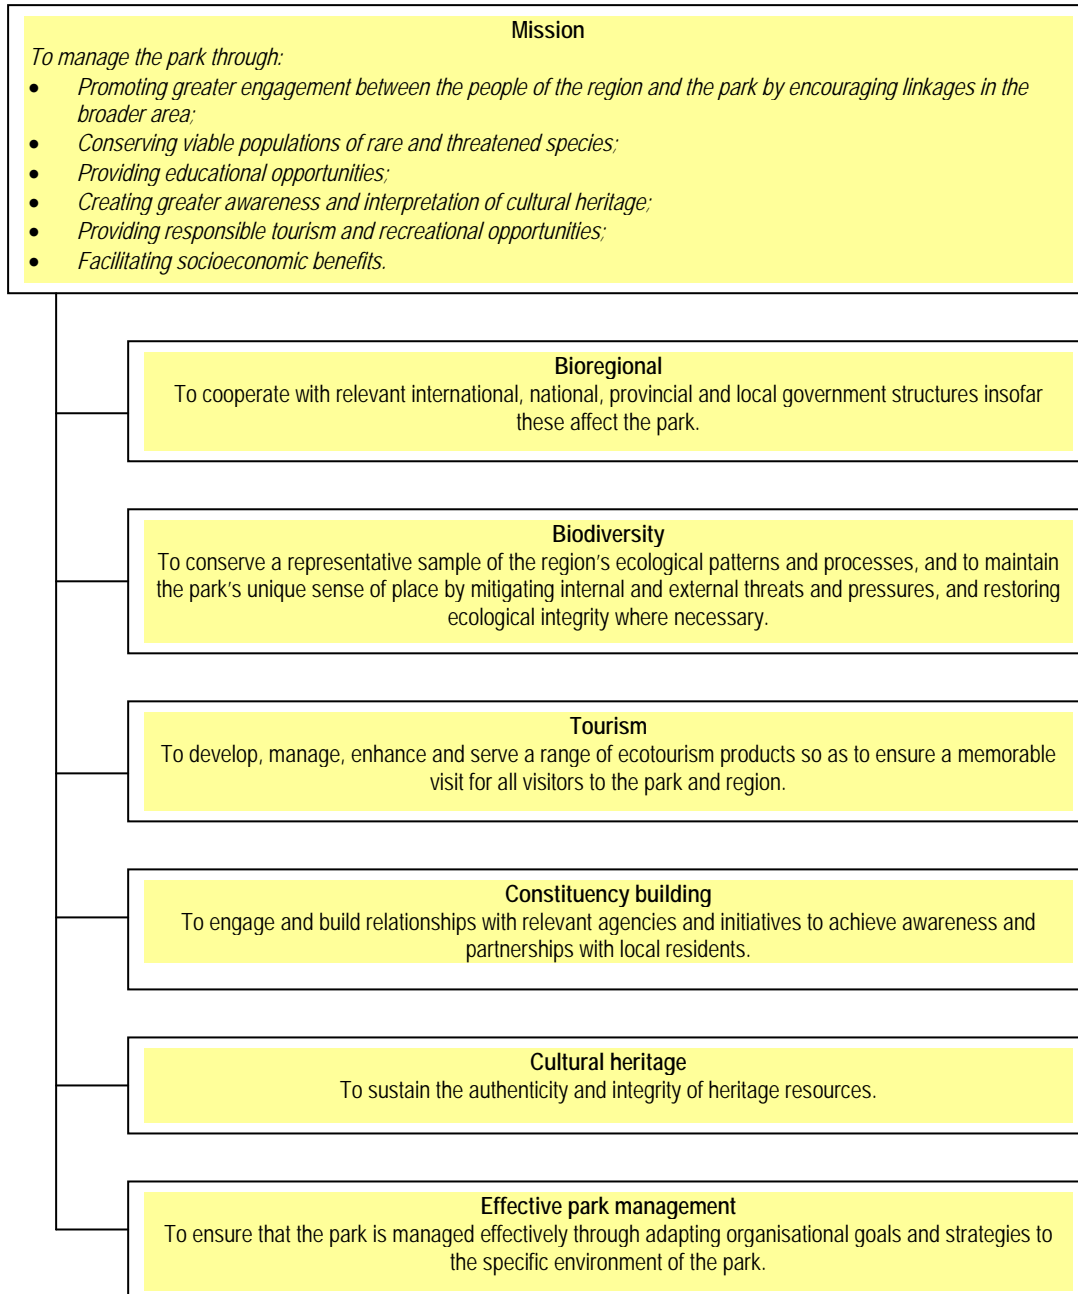 Mission
To manage the park through:
• Promoting greater engagement between the people of the region and the park by encouraging linkages in the
broader area;
• Conserving viable populations of rare and threatened species;
• Providing educational opportunities;
• Creating greater awareness and interpretation of cultural heritage;
• Providing responsible tourism and recreational opportunities;
• Facilitating socioeconomic benefits.
Bioregional
To cooperate with relevant international, national, provincial and local government structures insofar
these affect the park.
Biodiversity
To conserve a representative sample of the region's ecological patterns and processes, and to maintain
the park's unique sense of place by mitigating internal and external threats and pressures, and restoring
ecological integrity where necessary.
Tourism
To develop, manage, enhance and serve a range of ecotourism products so as to ensure a memorable
visit for all visitors to the park and region.
Constituency building
To engage and build relationships with relevant agencies and initiatives to achieve awareness and
partnerships with local residents.
Cultural heritage
To sustain the authenticity and integrity of heritage resources.
Effective park management
To ensure that the park is managed effectively through adapting organisational goals and strategies to
the specific environment of the park.